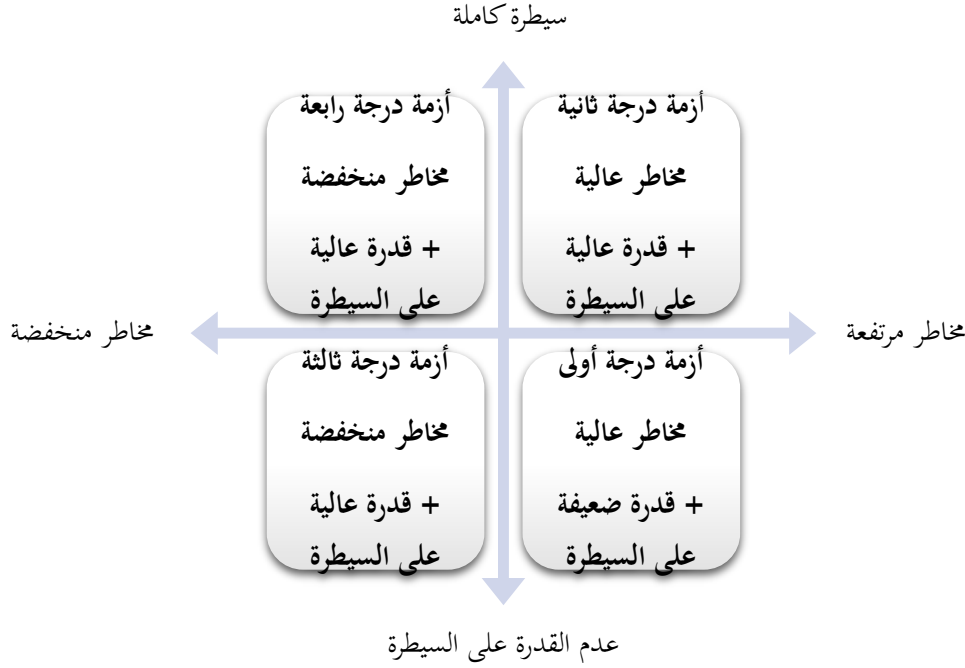 سيطرة كاملة
أزمة درجة ثانية
مخاطر عالية
+ قدرة عالية
على السيطرة
أزمة درجة رابعة
مخاطر منخفضة
+ قدرة عالية
على السيطرة
مخاطر مرتفعة
مخاطر منخفضة
أزمة درجة أولى
مخاطر عالية
+ قدرة ضعيفة
على السيطرة
أزمة درجة ثالثة
مخاطر منخفضة
+ قدرة عالية
على السيطرة
عدم القدرة على السيطرة